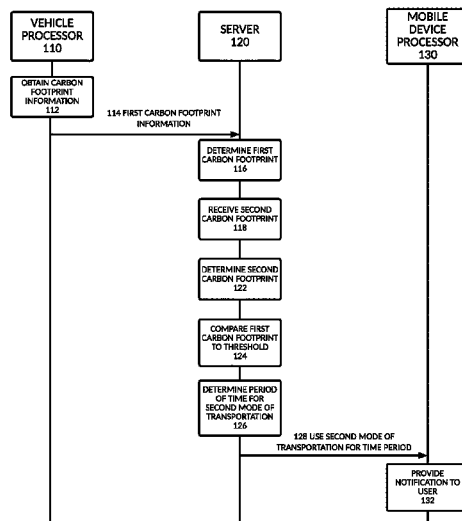 VEHICLE
PROCESSOR
110
SERVER
120
MOBILE
DEVICE
PROCESSOR
130
OBTAIN CARBON
FOOTPRINT
INFORMATION
112
114 FIRST CARBON FOOTPRINT
INFORMATION
DETERMINE FIRST
CARBON FOOTPRINT
116
RECEIVE SECOND
CARBON FOOTPRINT
118
DETERMINE SECOND
CARBON FOOTPRINT
122
COMPARE FIRST
CARBON FOOTPRINT
TO THRESHOLD
124
DETERMINE PERIOD
OF TIME FOR
SECOND MODE OF
TRANSPORTATION
126
128 USE SECOND MODE OF
TRANSPORTATION FOR TIME PERIOD
PROVIDE
NOTIFICATION TO
USER
132